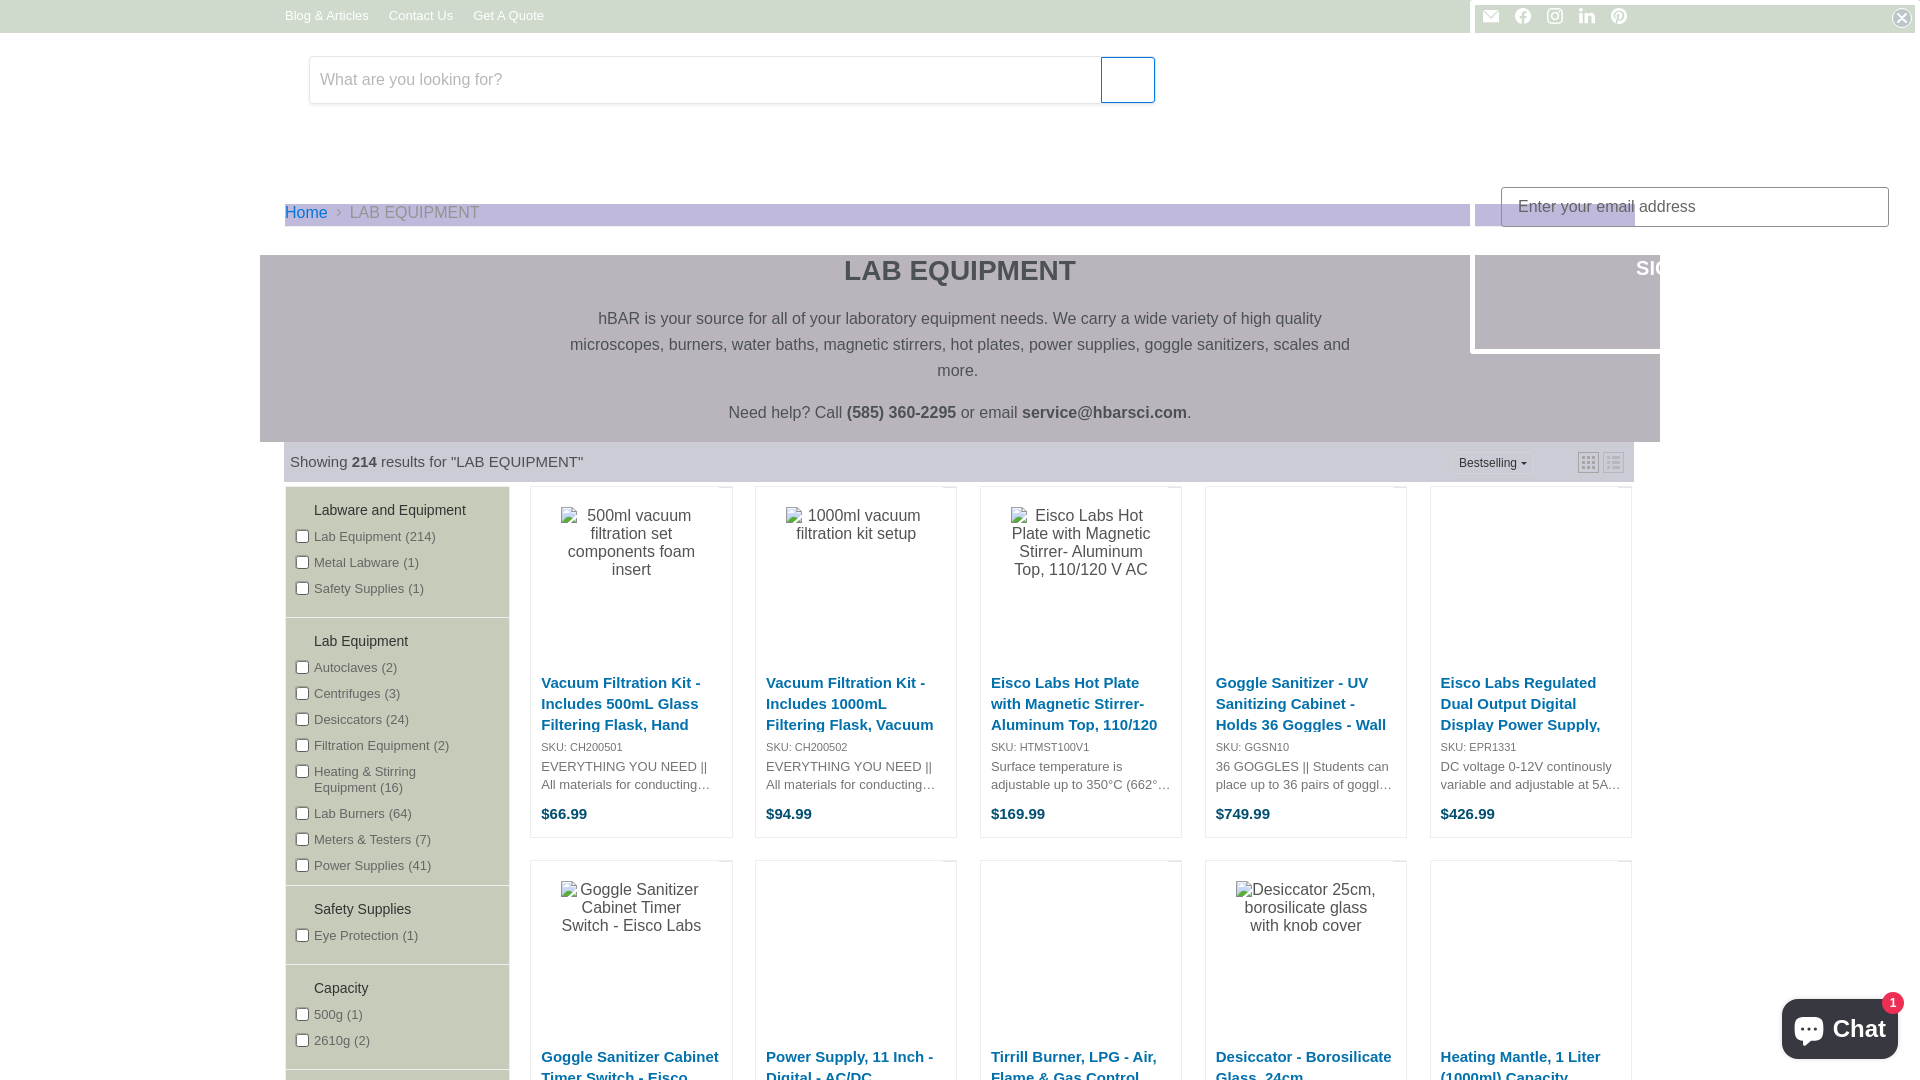 Blog & Articles
Contact Us
Get A Quote
What are you looking for?
Home › LAB EQUIPMENT
Enter your email address
LAB EQUIPMENT
hBAR is your source for all of your laboratory equipment needs. We carry a wide variety of high quality
microscopes, burners, water baths, magnetic stirrers, hot plates, power supplies, goggle sanitizers, scales and
more.
Need help? Call (585) 360-2295 or email service@hbarsci.com.
Showing 214 results for "LAB EQUIPMENT"
Bestselling
Labware and Equipment
Lab Equipment (214)
Metal Labware (1)
Safety Supplies (1)
Lab Equipment
Autoclaves (2)
Centrifuges (3)
Desiccators (24)
Filtration Equipment (2)
Heating & Stirring
Equipment (16)
Lab Burners (64)
Meters & Testers (7)
Power Supplies (41)
Safety Supplies
Eye Protection (1)
Capacity
500g (1)
2610g (2)
500ml vacuum
filtration set
components foam
insert
Vacuum Filtration Kit -
Includes 500mL Glass
Filtering Flask, Hand
SKU: CH200501
EVERYTHING YOU NEED ||
All materials for conducting…
$66.99
1000ml vacuum
filtration kit setup
Vacuum Filtration Kit -
Includes 1000mL
Filtering Flask, Vacuum
SKU: CH200502
EVERYTHING YOU NEED ||
All materials for conducting…
$94.99
Eisco Labs Hot
Plate with Magnetic
Stirrer- Aluminum
Top, 110/120 V AC
Eisco Labs Hot Plate
with Magnetic Stirrer-
Aluminum Top, 110/120
SKU: HTMST100V1
Surface temperature is
adjustable up to 350°C (662°…
$169.99
Goggle Sanitizer - UV
Sanitizing Cabinet -
Holds 36 Goggles - Wall
SKU: GGSN10
36 GOGGLES || Students can
place up to 36 pairs of goggl…
$749.99
Eisco Labs Regulated
Dual Output Digital
Display Power Supply,
SKU: EPR1331
DC voltage 0-12V continously
variable and adjustable at 5A…
$426.99
Goggle Sanitizer
Cabinet Timer
Switch - Eisco Labs
Goggle Sanitizer Cabinet
Timer Switch - Eisco
Power Supply, 11 Inch -
Digital - AC/DC
Tirrill Burner, LPG - Air,
Flame & Gas Control
Desiccator 25cm,
borosilicate glass
with knob cover
Desiccator - Borosilicate
Glass, 24cm
Heating Mantle, 1 Liter
(1000ml) Capacity
1
Chat